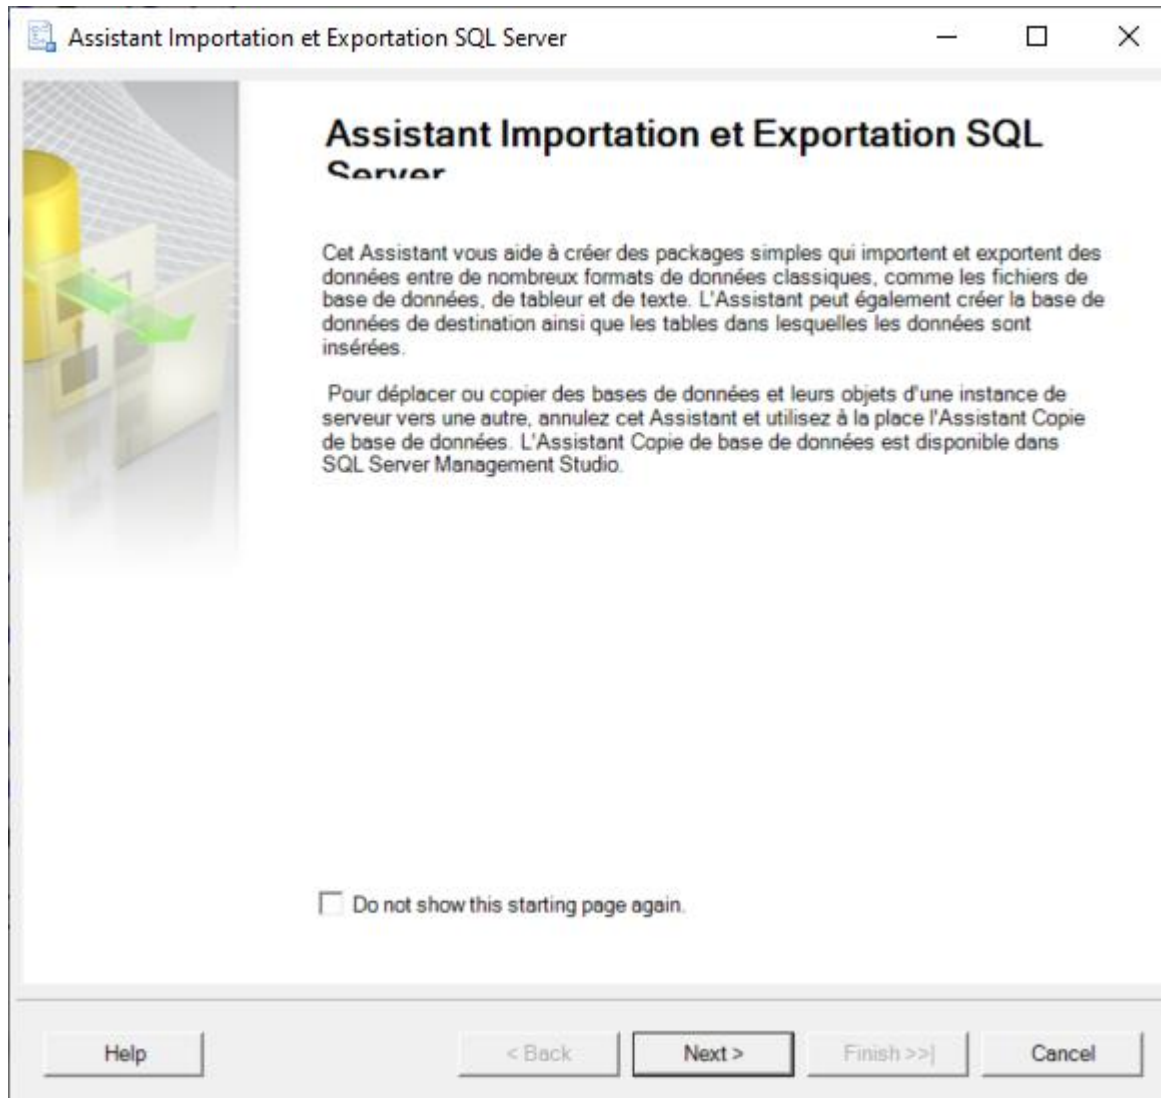 Assistant Importation et Exportation SQL Server
Assistant Importation et Exportation SQL
Server
Cet Assistant vous aide à créer des packages simples qui importent et exportent des
données entre de nombreux formats de données classiques, comme les fichiers de
base de données, de tableur et de texte. L'Assistant peut également créer la base de
données de destination ainsi que les tables dans lesquelles les données sont
insérées.
Pour déplacer ou copier des bases de données et leurs objets d'une instance de
serveur vers une autre, annulez cet Assistant et utilisez à la place l'Assistant Copie
de base de données. L'Assistant Copie de base de données est disponible dans
SQL Server Management Studio.
Do not show this starting page again.
Help
< Back
Next >
Finish >>|
Cancel